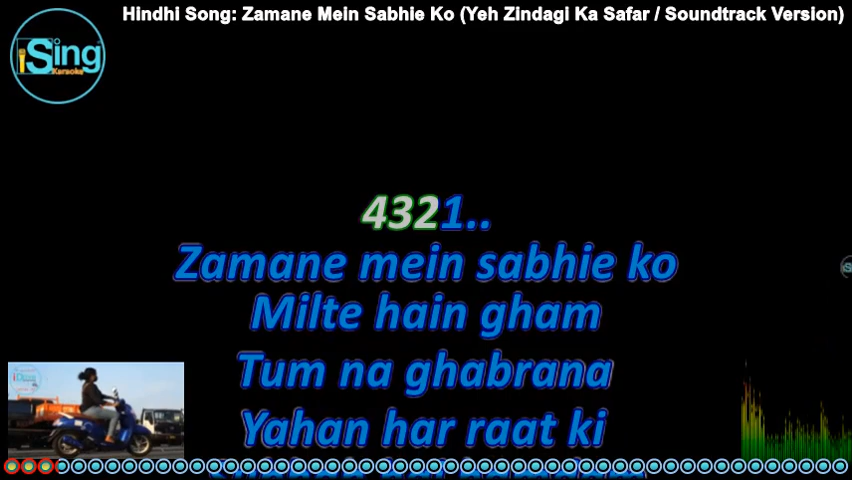 Hindhi Song: Zamane Mein Sabhie Ko (Yeh Zindagi Ka Safar / Soundtrack Version)
iSing
Karaoke
4321..
Zamane mein sabhie ko
Milte hain gham
Tum na ghabrana
Yahan har raat ki